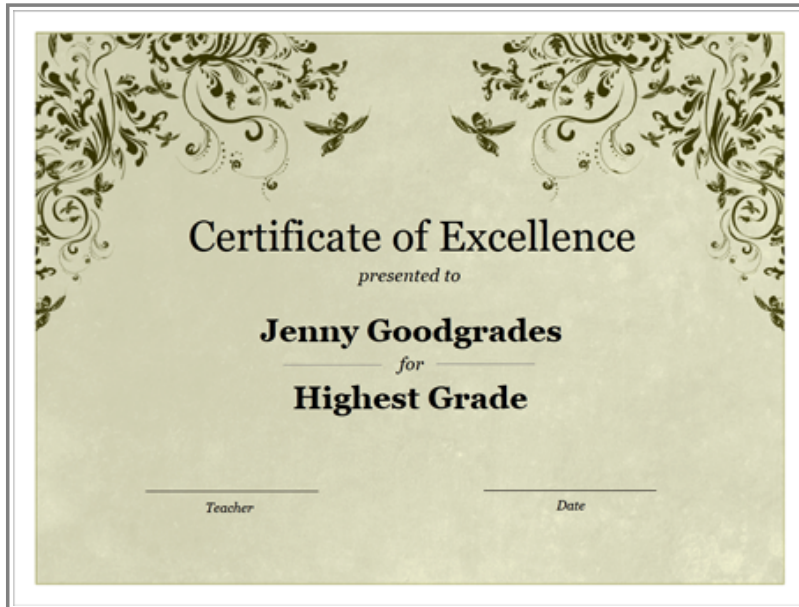 Certificate of Excellence
presented to
Jenny Goodgrades
for
Highest Grade
Teacher Date